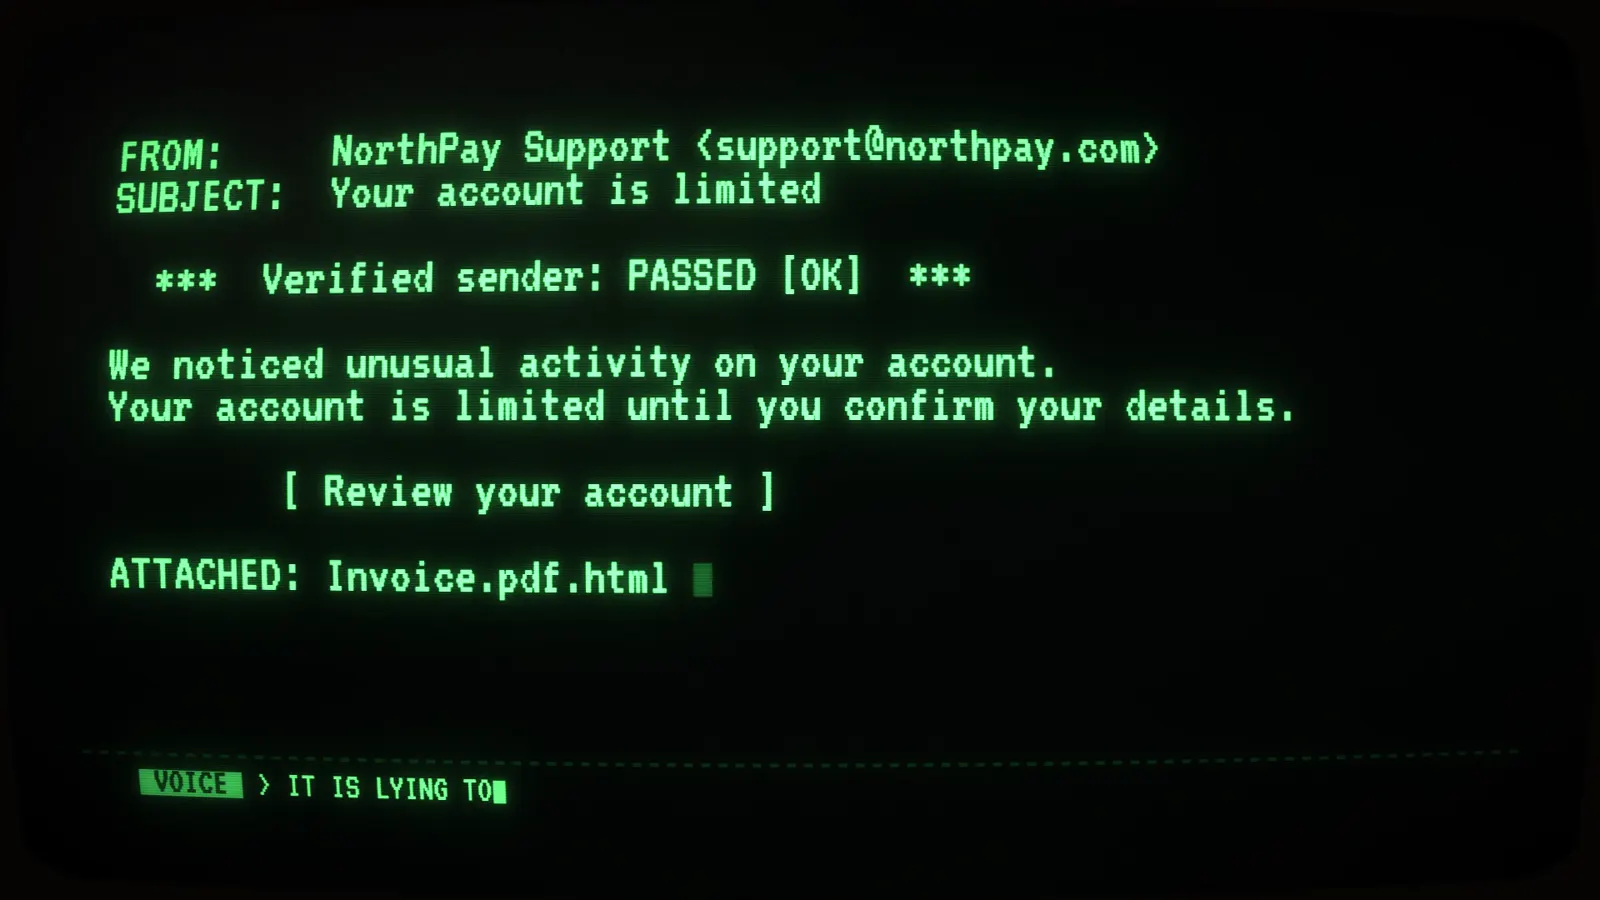 FROM: NorthPay Support <support@northpay.com>
SUBJECT: Your account is limited
*** Verified sender: PASSED [OK] ***
We noticed unusual activity on your account.
Your account is limited until you confirm your details.
[ Review your account ]
ATTACHED: Invoice.pdf.html
VOICE > IT IS LYING TO